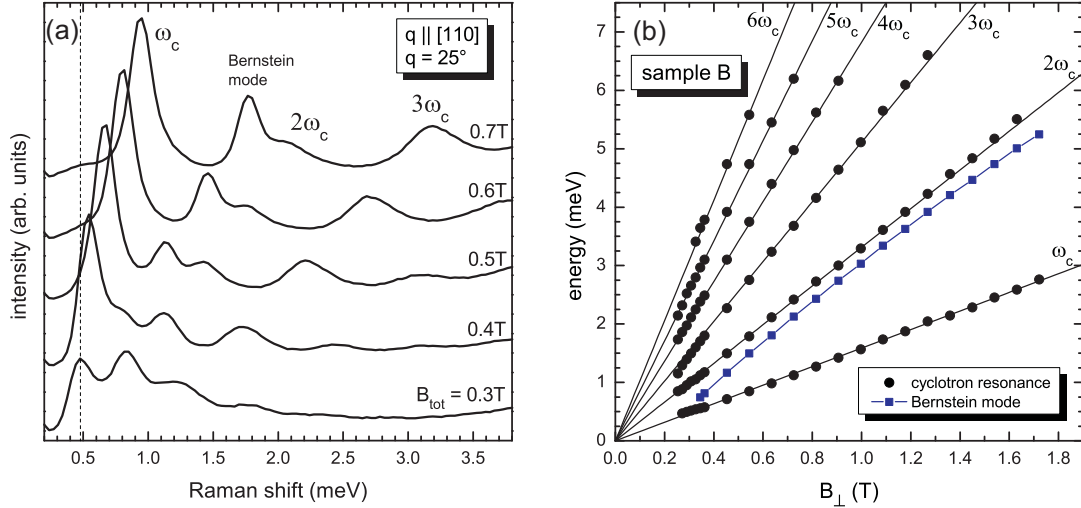 (a)
q || [110]
q = 25°
ω_c
Bernstein
mode
2ω_c
3ω_c
0.7T
0.6T
0.5T
0.4T
B_tot = 0.3T
intensity (arb. units)
0.5 1.0 1.5 2.0 2.5 3.0 3.5
Raman shift (meV)
(b)
sample B
6ω_c 5ω_c 4ω_c 3ω_c
2ω_c
ω_c
energy (meV)
7
6
5
4
3
2
1
0
cyclotron resonance
Bernstein mode
0.0 0.2 0.4 0.6 0.8 1.0 1.2 1.4 1.6 1.8
B_⊥ (T)